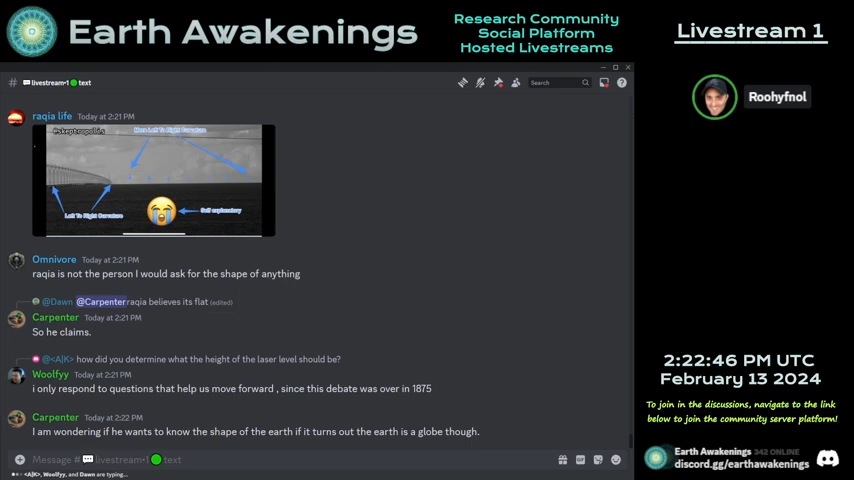 Earth Awakenings
Research Community
Social Platform
Hosted Livestreams
Livestream 1
Roohyfnol
# livestream-1 text
Search
raqia life Today at 2:21 PM
@skeptropolis
More Left To Right Curvature
Left To Right Curvature
Self explanatory
Omnivore Today at 2:21 PM
raqia is not the person I would ask for the shape of anything
@Dawn @Carpenter raqia believes its flat (edited)
Carpenter Today at 2:21 PM
So he claims.
@<A|K> how did you determine what the height of the laser level should be?
Woolfyy Today at 2:21 PM
i only respond to questions that help us move forward , since this debate was over in 1875
Carpenter Today at 2:22 PM
I am wondering if he wants to know the shape of the earth if it turns out the earth is a globe though.
Message # livestream-1 text
<A|K>, Woolfyy, and Dawn are typing...
2:22:46 PM UTC
February 13 2024
To join in the discussions, navigate to the link
below to join the community server platform!
Earth Awakenings 342 ONLINE
discord.gg/earthawakenings